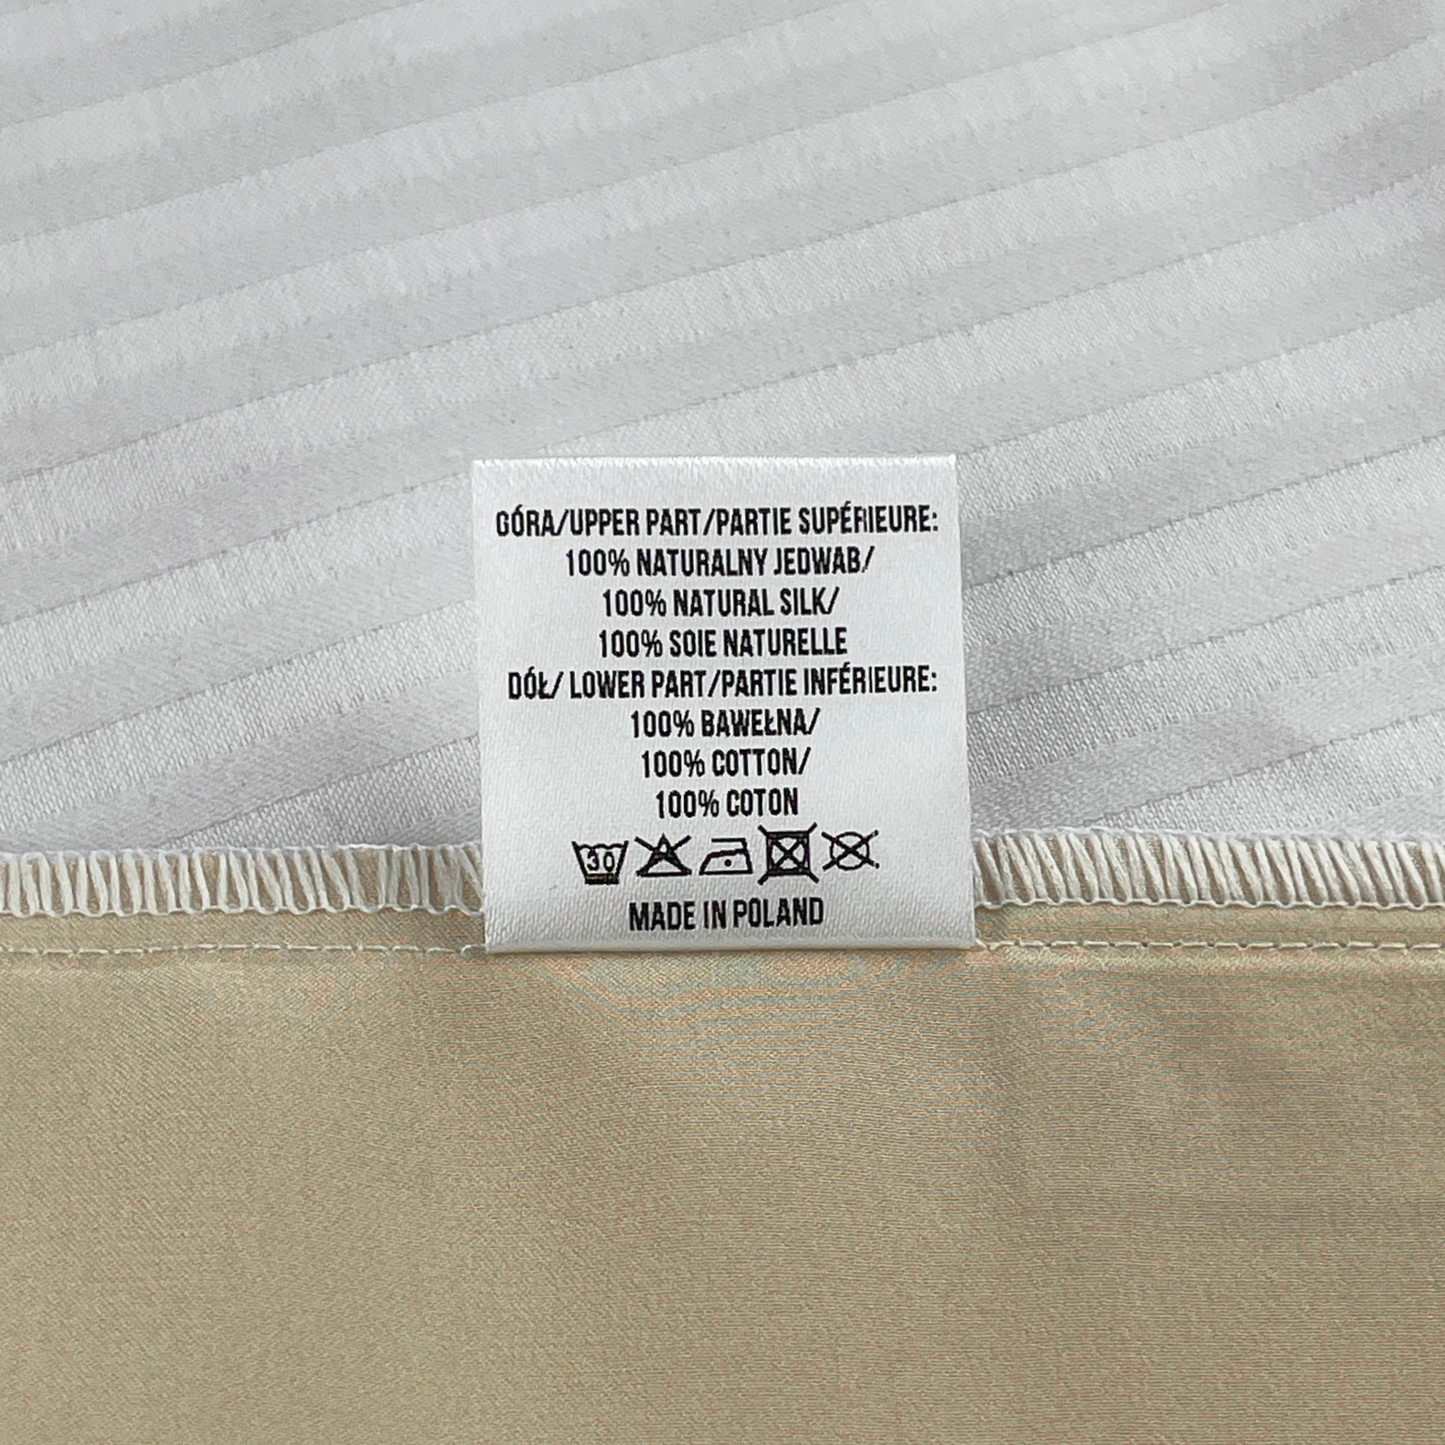 GÓRA/UPPER PART/PARTIE SUPÉRIEURE:
100% NATURALNY JEDWAB/
100% NATURAL SILK/
100% SOIE NATURELLE
DÓŁ/ LOWER PART/PARTIE INFÉRIEURE:
100% BAWEŁNA/
100% COTTON/
100% COTON
30
MADE IN POLAND